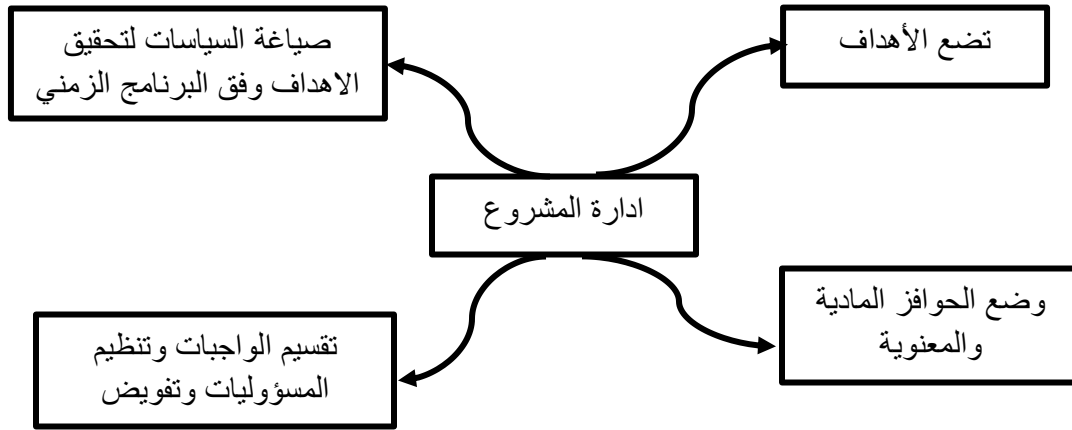 تضع الأهداف
صياغة السياسات لتحقيق
الاهداف وفق البرنامج الزمني
ادارة المشروع
وضع الحوافز المادية
والمعنوية
تقسيم الواجبات وتنظيم
المسؤوليات وتفويض